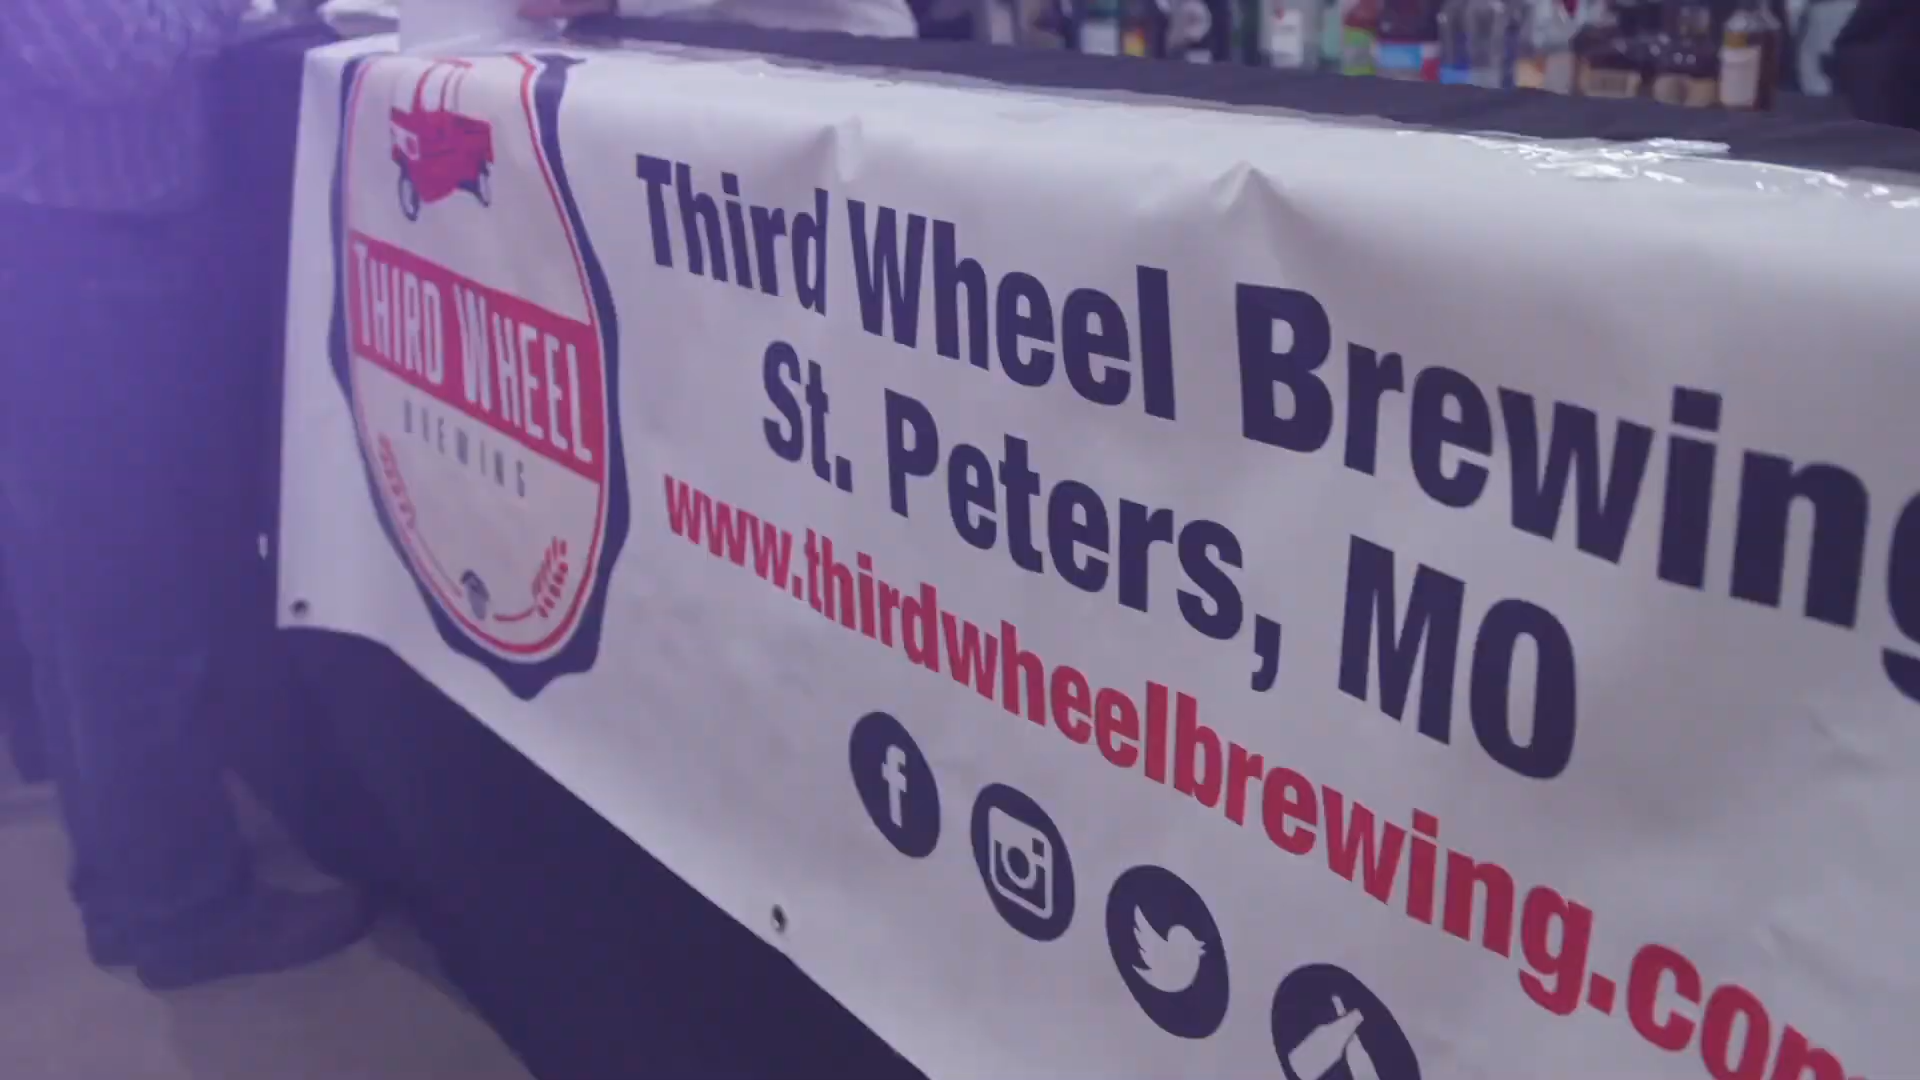 THIRD WHEEL
BREWING
Third Wheel Brewing
St. Peters, MO
www.thirdwheelbrewing.com